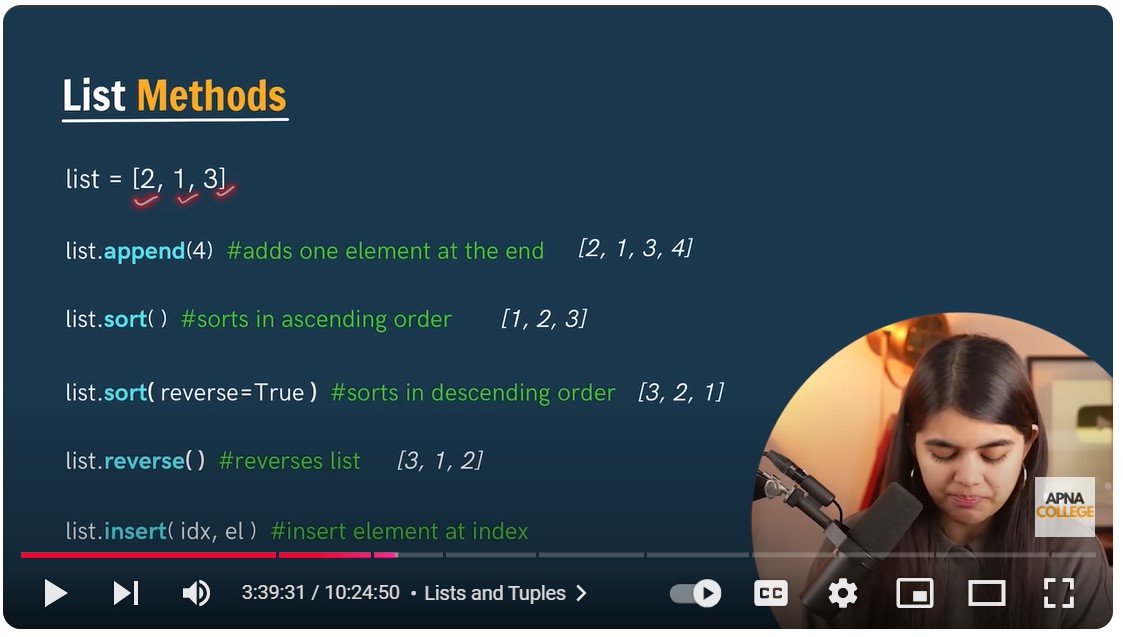 List Methods
list = [2, 1, 3]
list.append(4) #adds one element at the end [2, 1, 3, 4]
list.sort( ) #sorts in ascending order [1, 2, 3]
list.sort( reverse=True ) #sorts in descending order [3, 2, 1]
list.reverse( ) #reverses list [3, 1, 2]
list.insert( idx, el ) #insert element at index
APNA
COLLEGE
3:39:31 / 10:24:50 • Lists and Tuples
CC